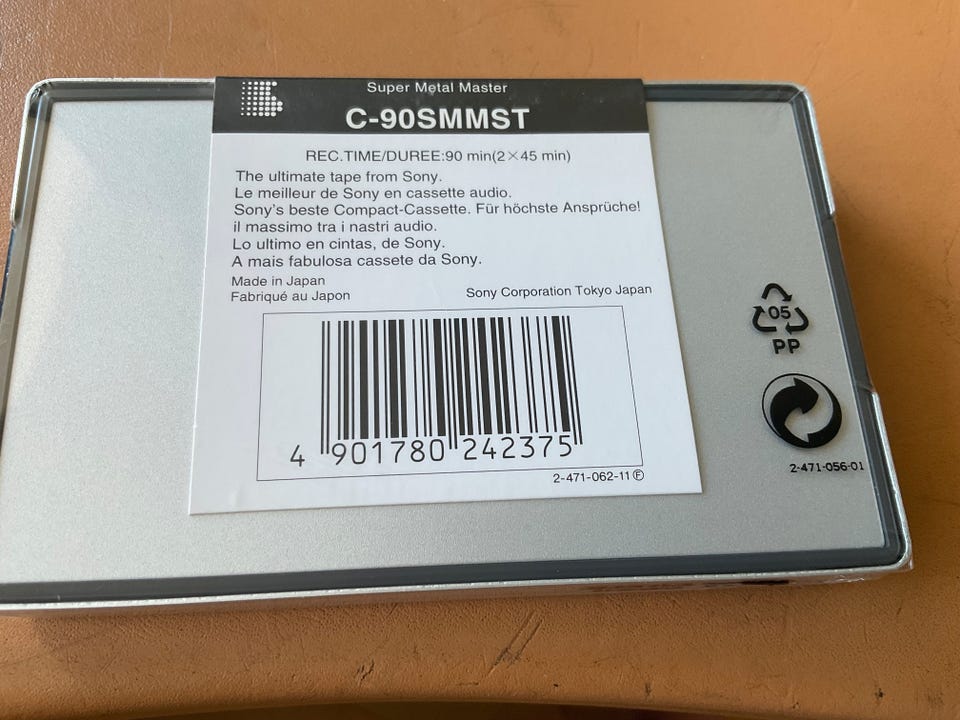 Super Metal Master
C-90SMMST
REC.TIME/DUREE:90 min(2×45 min)
The ultimate tape from Sony.
Le meilleur de Sony en cassette audio.
Sony's beste Compact-Cassette. Für höchste Ansprüche!
il massimo tra i nastri audio.
Lo ultimo en cintas, de Sony.
A mais fabulosa cassete da Sony.
Made in Japan
Fabriqué au Japon
Sony Corporation Tokyo Japan
4 901780 242375
2-471-062-11 Ⓕ
05
PP
2-471-056-01